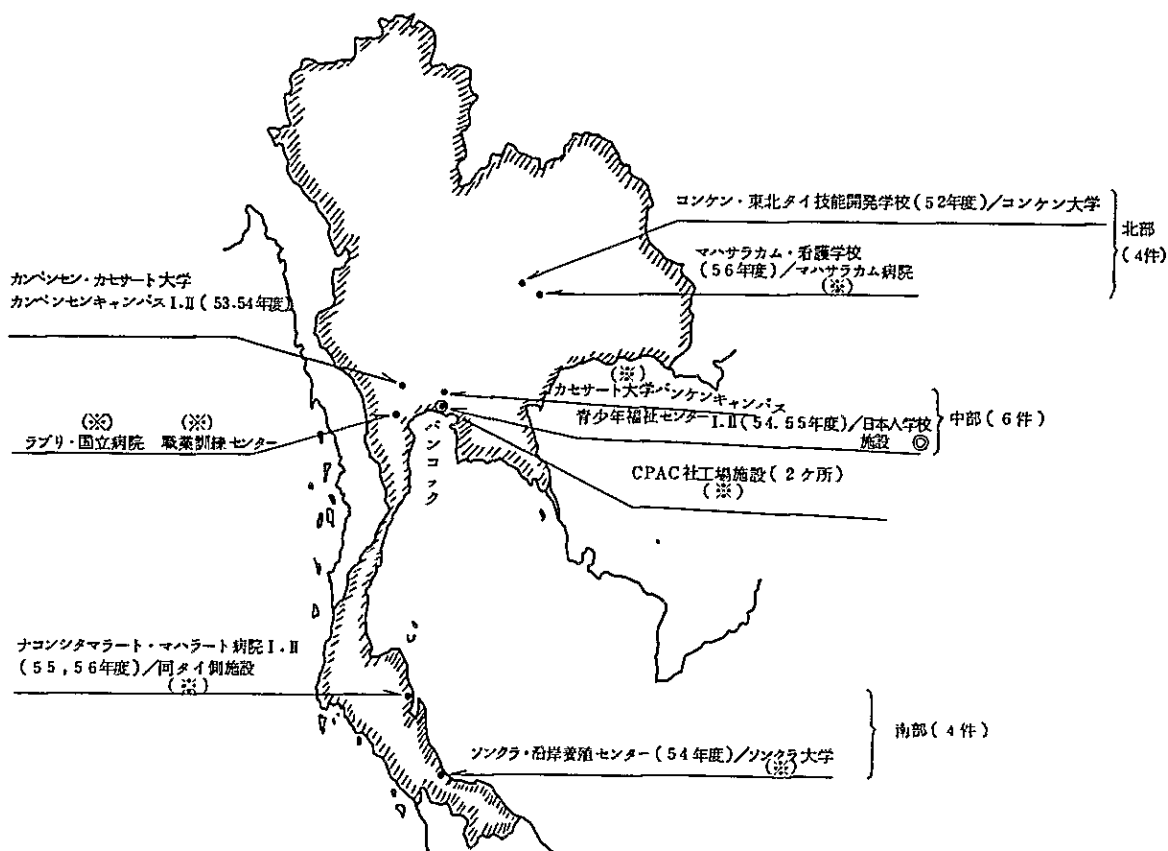 コンケン・東北タイ技能開発学校(52年度)/コンケン大学
マハサラカム・看護学校
(56年度)/マハサラカム病院
(※)
北部
(4件)
カンペンセン・カセサート大学
カンペンセンキャンパスI.II(53.54年度)
(※)
カセサート大学バンケンキャンパス
青少年福祉センターI.II(54.55年度)/日本人学校
施設 ◎
中部(6件)
(※) (※)
ラブリ・国立病院 職業訓練センター
バンコック
CPAC社工場施設(2ケ所)
(※)
ナコンシタマラート・マハラート病院I.II
(55,56年度)/同タイ側施設
(※)
南部(4件)
ソンクラ・沿岸養殖センター(54年度)/ソンクラ大学
(※)